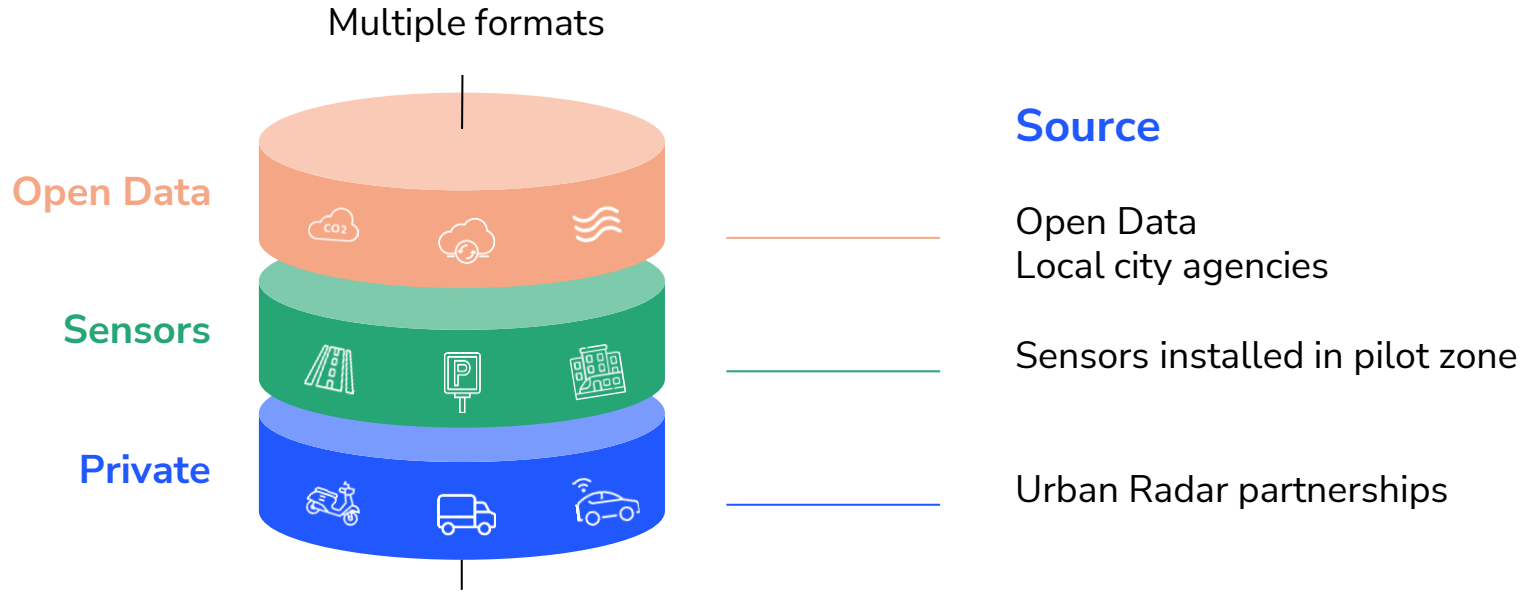 Multiple formats
Source
Open Data
Open Data
Local city agencies
CO2
Sensors
Sensors installed in pilot zone
P
Private
Urban Radar partnerships